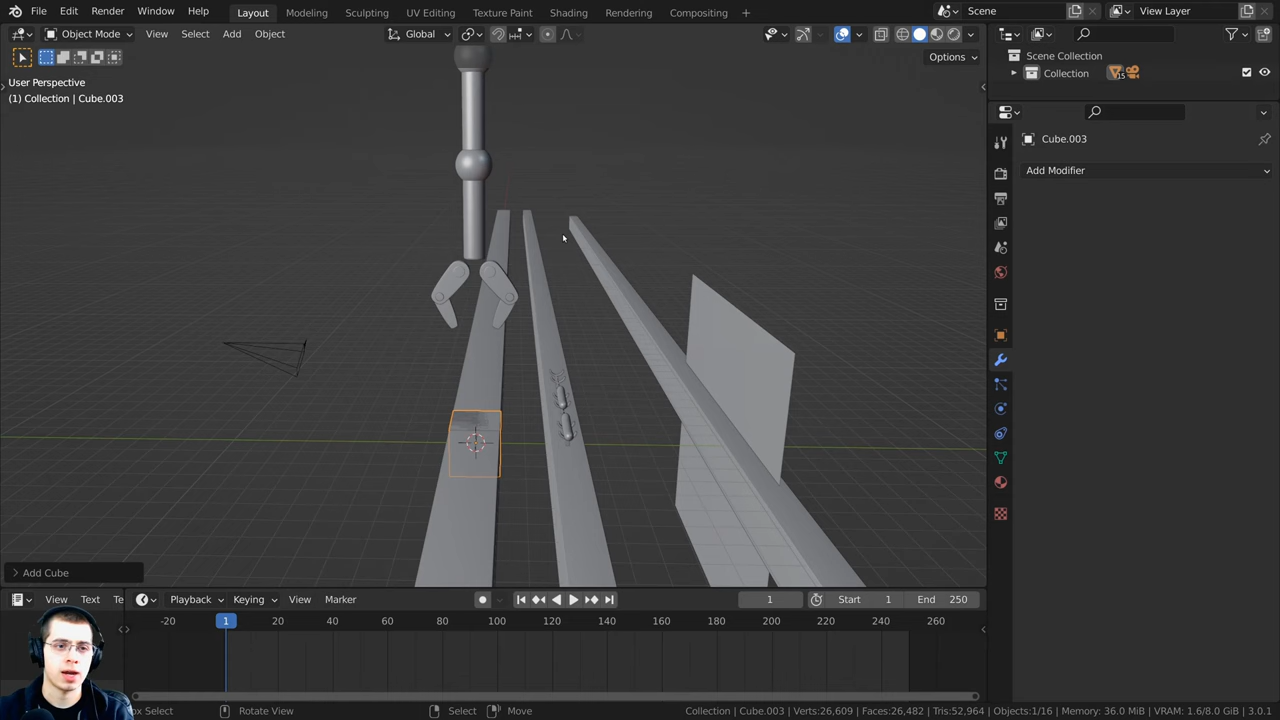 File Edit Render Window Help Layout Modeling Sculpting UV Editing Texture Paint Shading Animation Rendering Compositing + Scene View Layer
Object Mode View Select Add Object Global
Options
User Perspective
(1) Collection | Cube.003
Scene Collection
Collection 15
Cube.003
Add Modifier
Add Cube
View Text Te Playback Keying View Marker 1 Start 1 End 250
-20 1 20 40 60 80 100 120 140 160 180 200 220 240 260
ox Select Rotate View Select Move Collection | Cube.003 | Verts:26,609 | Faces:26,482 | Tris:52,964 | Objects:1/16 | Memory: 36.0 MiB | VRAM: 1.6/8.0 GiB | 3.0.1